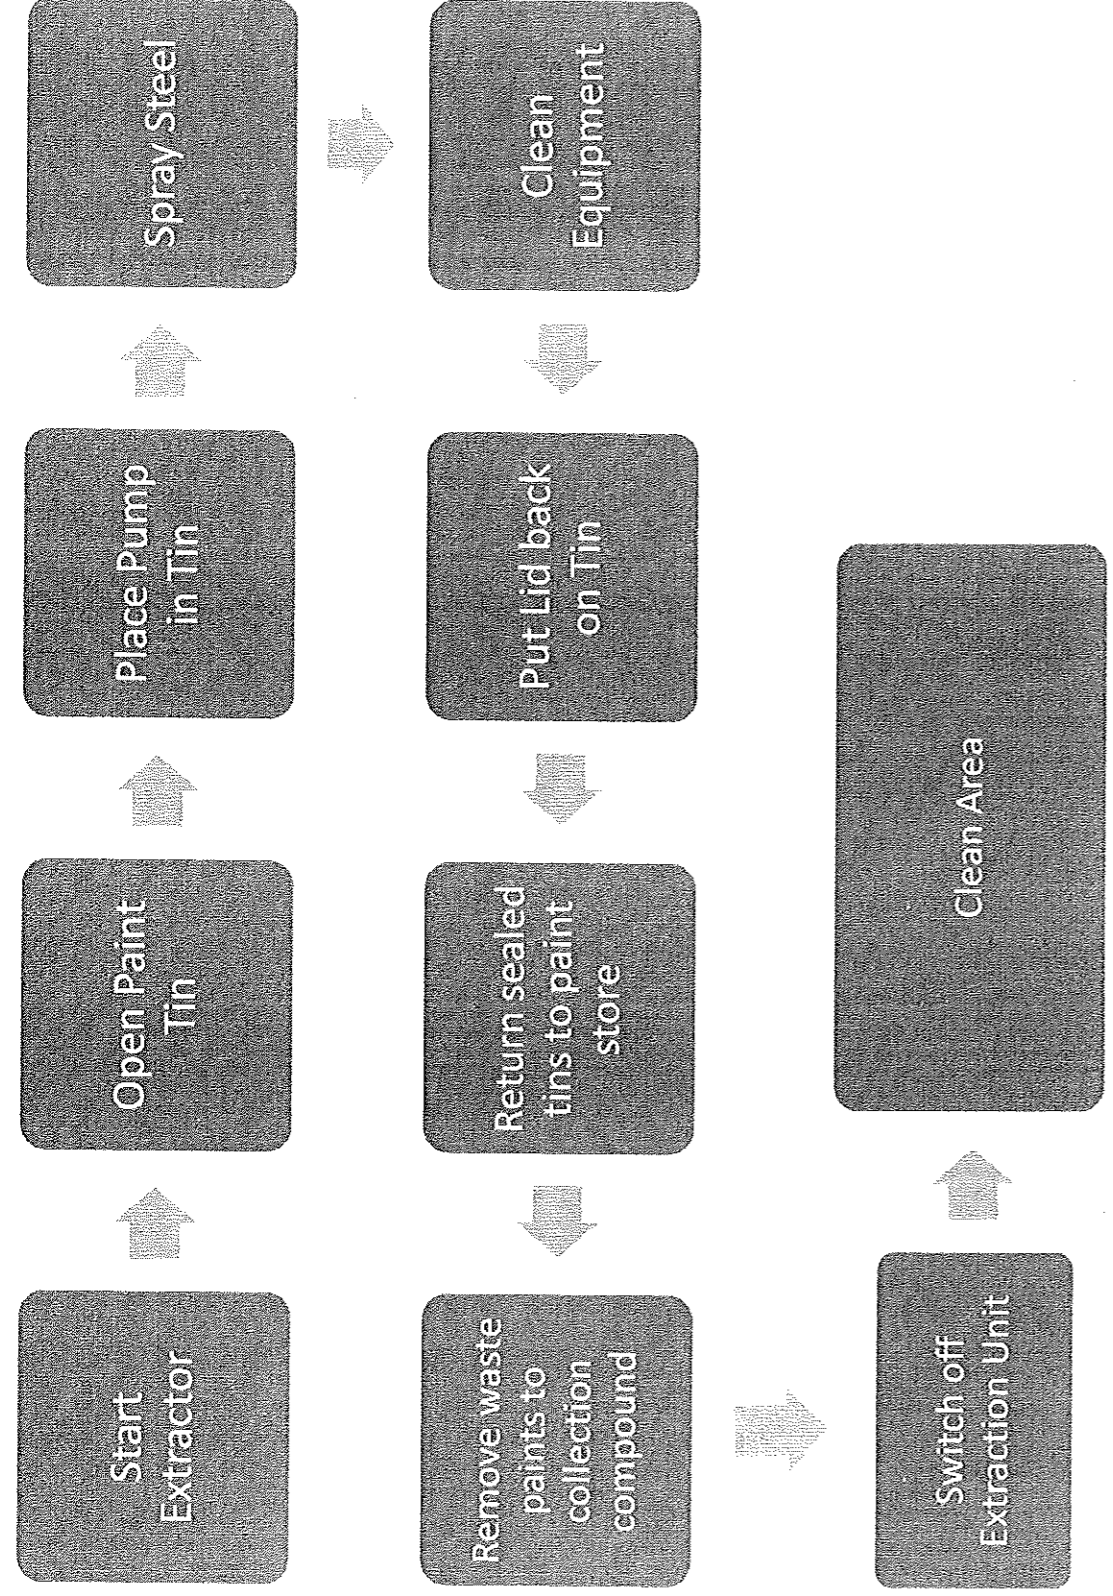 Start
Extractor
Open Paint
Tin
Place Pump
in Tin
Spray Steel
Clean
Equipment
Put Lid back
on Tin
Return sealed
tins to paint
store
Remove waste
paints to
collection
compound
Switch off
Extraction Unit
Clean Area